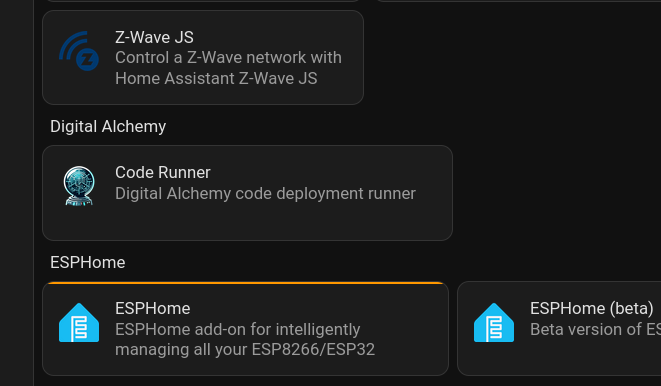 Z-Wave JS
Control a Z-Wave network with
Home Assistant Z-Wave JS
Digital Alchemy
Code Runner
Digital Alchemy code deployment runner
ESPHome
ESPHome
ESPHome add-on for intelligently
managing all your ESP8266/ESP32
ESPHome (beta)
Beta version of